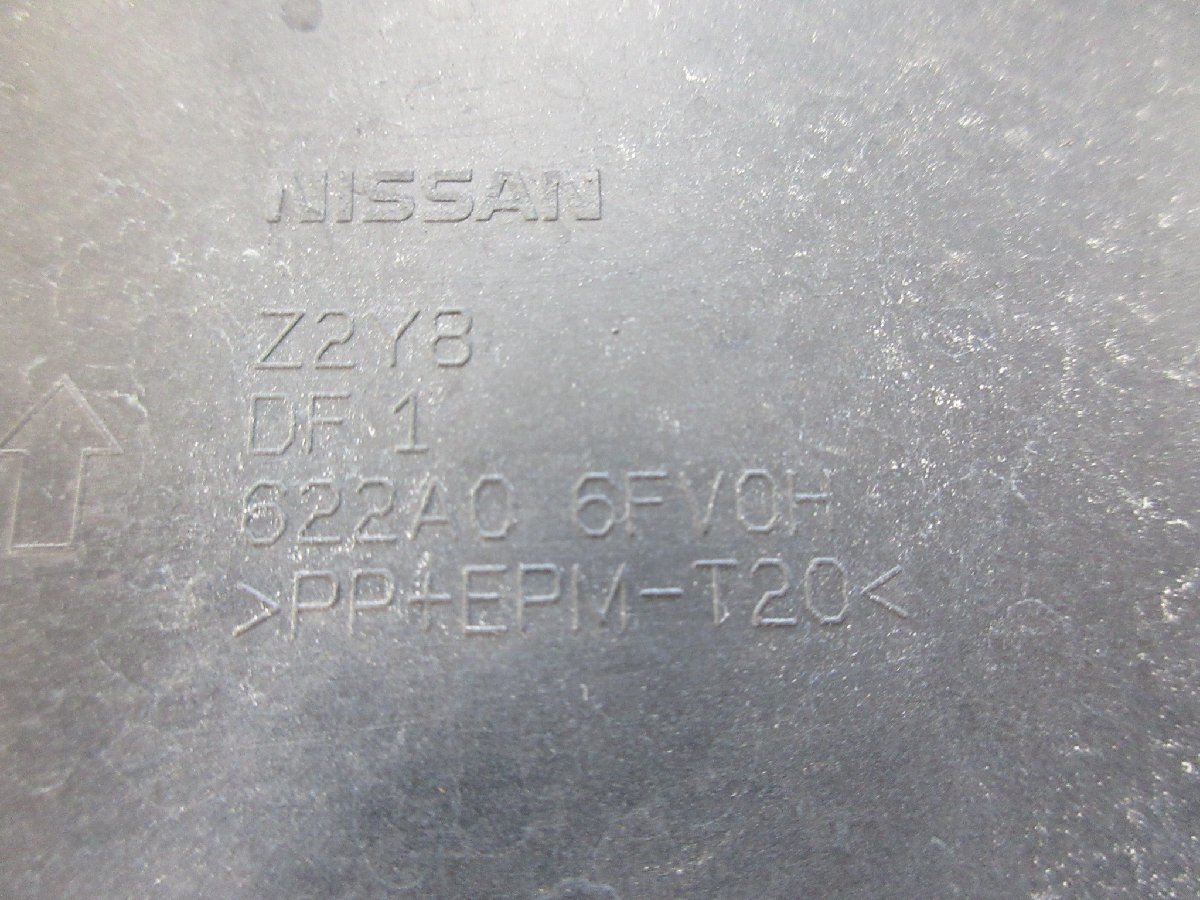 NISSAN
Z2Y8
DF 1
622A0 6FV0H
>PP+EPM-T20<